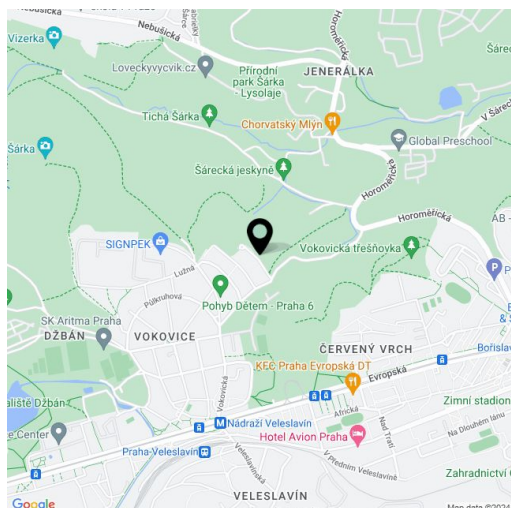 Nebušická
Vizerka
Loveckyvycvik.cz
Horoměřická
Přírodní
park Šárka
- Lysolaje
JENERÁLKA
Šárec
Tichá Šárka
Chorvatský Mlýn
V Šárec
Šárka
Global Preschool
Šárecká jeskyně
Horoměřická
Horoměřická
AB -
SIGNPEK
Vokovická třešňovka
Lužná
Půlkruhová
Pohyb Dětem - Praha 6
SK Aritma Praha
DŽBÁN
VOKOVICE
ČERVENÝ VRCH
Bořislav
KFC Praha Evropská DT
Evropská
Vokovická
aliště Džbán
Zimní stadion
Africká
Nádraží Veleslavín
Na Dlouhém lánu
e Center
Hotel Avion Praha
Nad Tratí
Praha-Veleslavín
Veleslavínská
V Předním Veleslavíně
Zahradnictví
VELESLAVÍN
Google
Map data ©2024